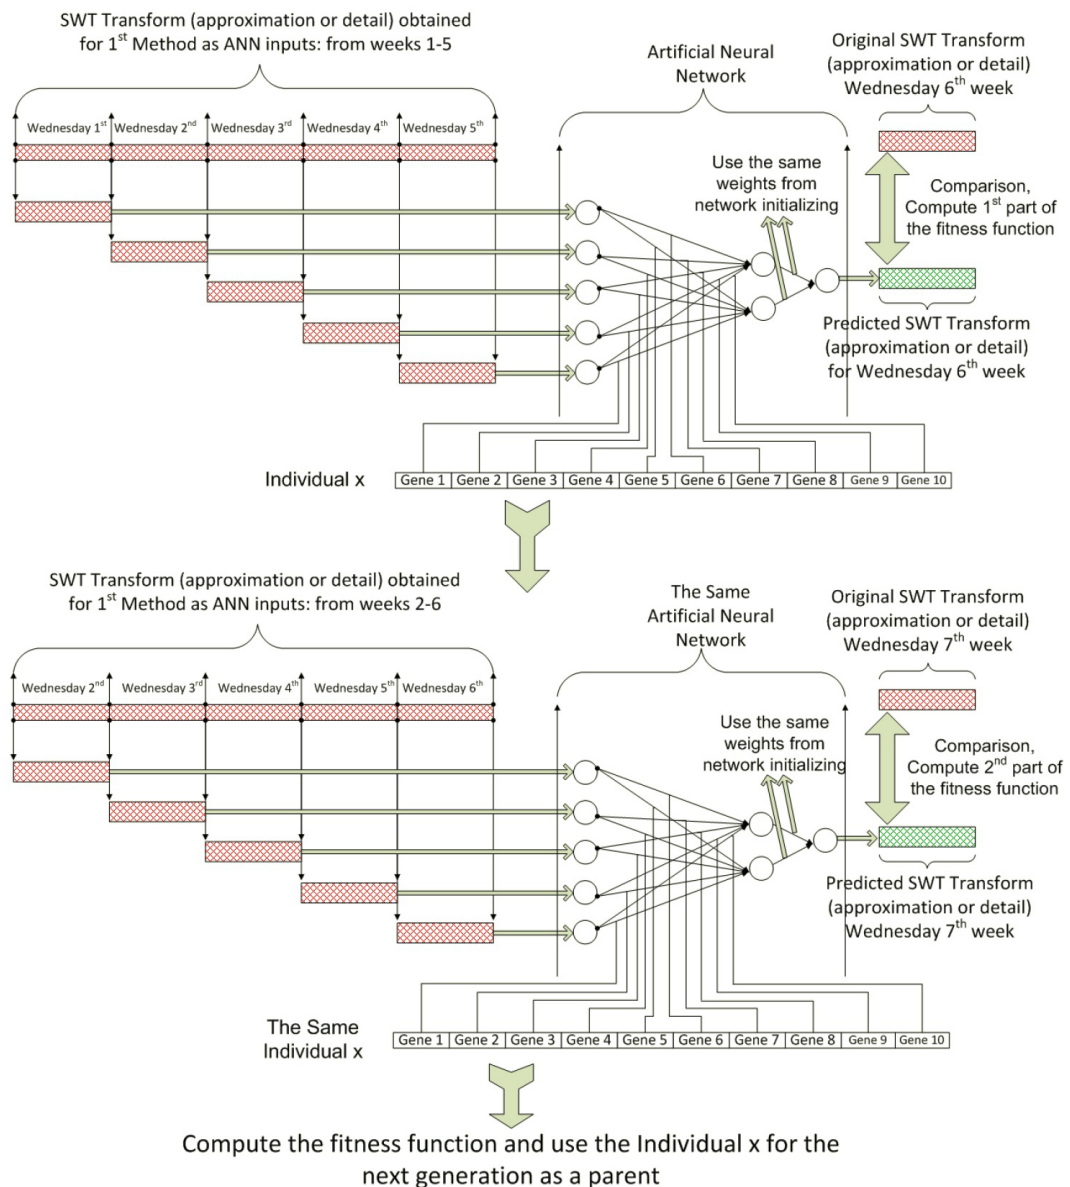 SWT Transform (approximation or detail) obtained
for 1st Method as ANN inputs: from weeks 1-5
Artificial Neural
Network
Original SWT Transform
(approximation or detail)
Wednesday 6th week
Wednesday 1st Wednesday 2nd Wednesday 3rd Wednesday 4th Wednesday 5th
Use the same
weights from
network initializing
Comparison,
Compute 1st part of
the fitness function
Predicted SWT Transform
(approximation or detail)
for Wednesday 6th week
Individual x
Gene 1 Gene 2 Gene 3 Gene 4 Gene 5 Gene 6 Gene 7 Gene 8 Gene 9 Gene 10
SWT Transform (approximation or detail) obtained
for 1st Method as ANN inputs: from weeks 2-6
The Same
Artificial Neural
Network
Original SWT Transform
(approximation or detail)
Wednesday 7th week
Wednesday 2nd Wednesday 3rd Wednesday 4th Wednesday 5th Wednesday 6th
Use the same
weights from
network initializing
Comparison,
Compute 2nd part of
the fitness function
Predicted SWT Transform
(approximation or detail)
Wednesday 7th week
The Same
Individual x
Gene 1 Gene 2 Gene 3 Gene 4 Gene 5 Gene 6 Gene 7 Gene 8 Gene 9 Gene 10
Compute the fitness function and use the Individual x for the
next generation as a parent